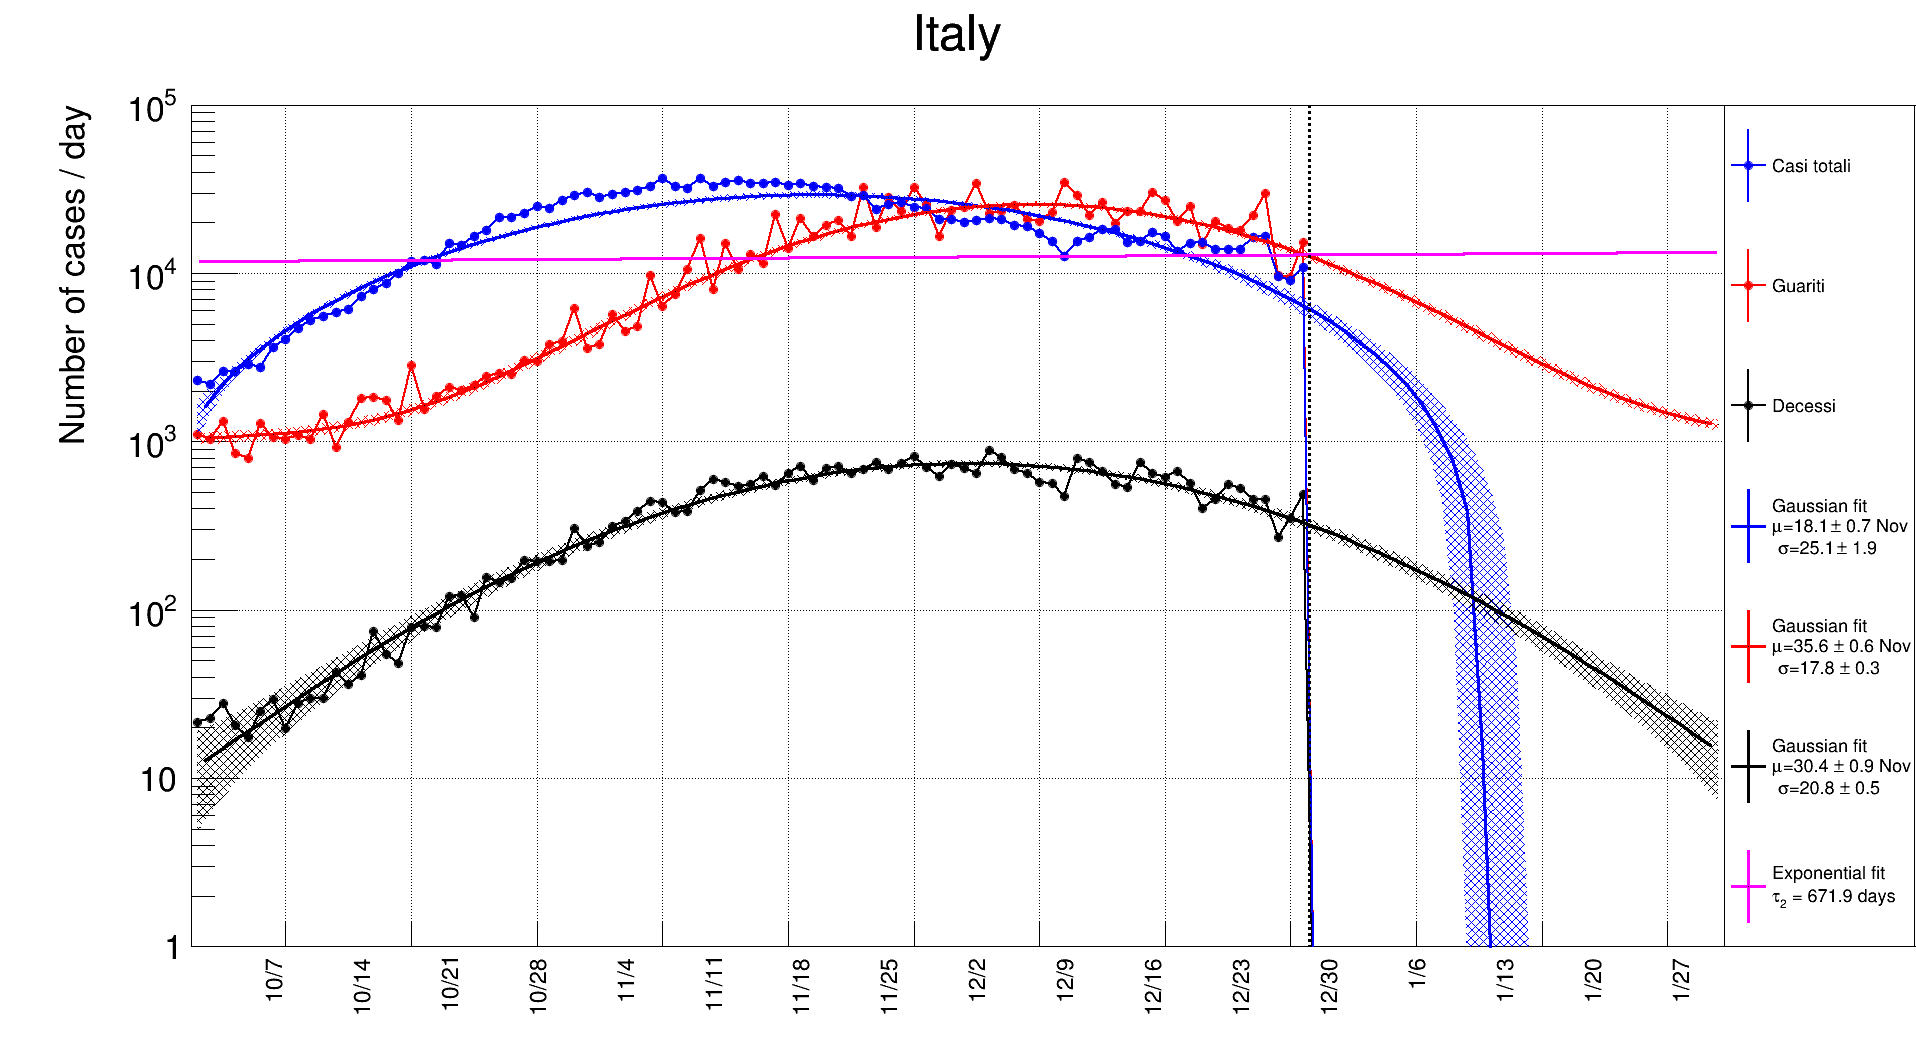 Italy
Number of cases / day
10^5
10^4
10^3
10^2
10
1
10/7
10/14
10/21
10/28
11/4
11/11
11/18
11/25
12/2
12/9
12/16
12/23
12/30
1/6
1/13
1/20
1/27
Casi totali
Guariti
Decessi
Gaussian fit
μ=18.1 ± 0.7 Nov
σ=25.1 ± 1.9
Gaussian fit
μ=35.6 ± 0.6 Nov
σ=17.8 ± 0.3
Gaussian fit
μ=30.4 ± 0.9 Nov
σ=20.8 ± 0.5
Exponential fit
τ₂ = 671.9 days